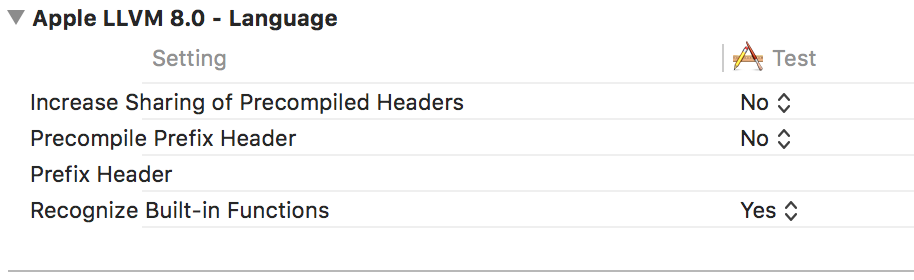 Apple LLVM 8.0 - Language
Setting Test
Increase Sharing of Precompiled Headers No
Precompile Prefix Header No
Prefix Header
Recognize Built-in Functions Yes